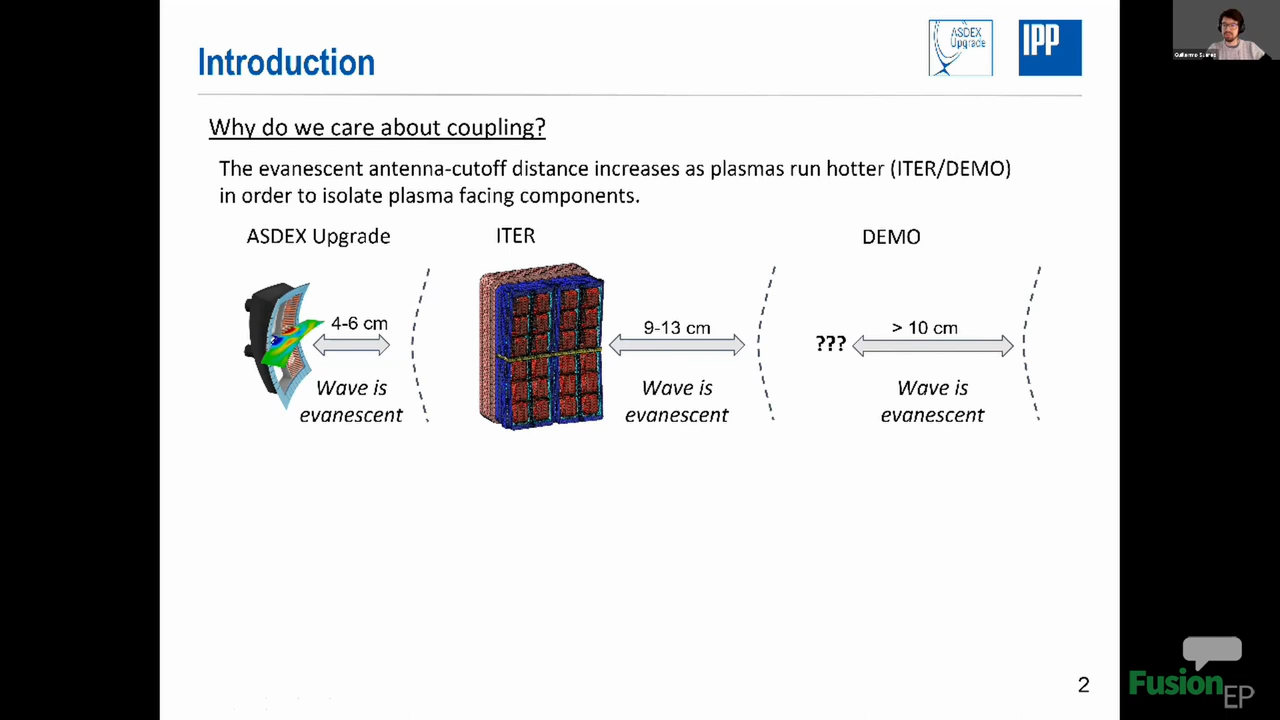 Introduction
ASDEX
Upgrade
IPP
Why do we care about coupling?
The evanescent antenna-cutoff distance increases as plasmas run hotter (ITER/DEMO)
in order to isolate plasma facing components.
ASDEX Upgrade
ITER
DEMO
4-6 cm
9-13 cm
???
> 10 cm
Wave is
evanescent
Wave is
evanescent
Wave is
evanescent
2
FusionEP